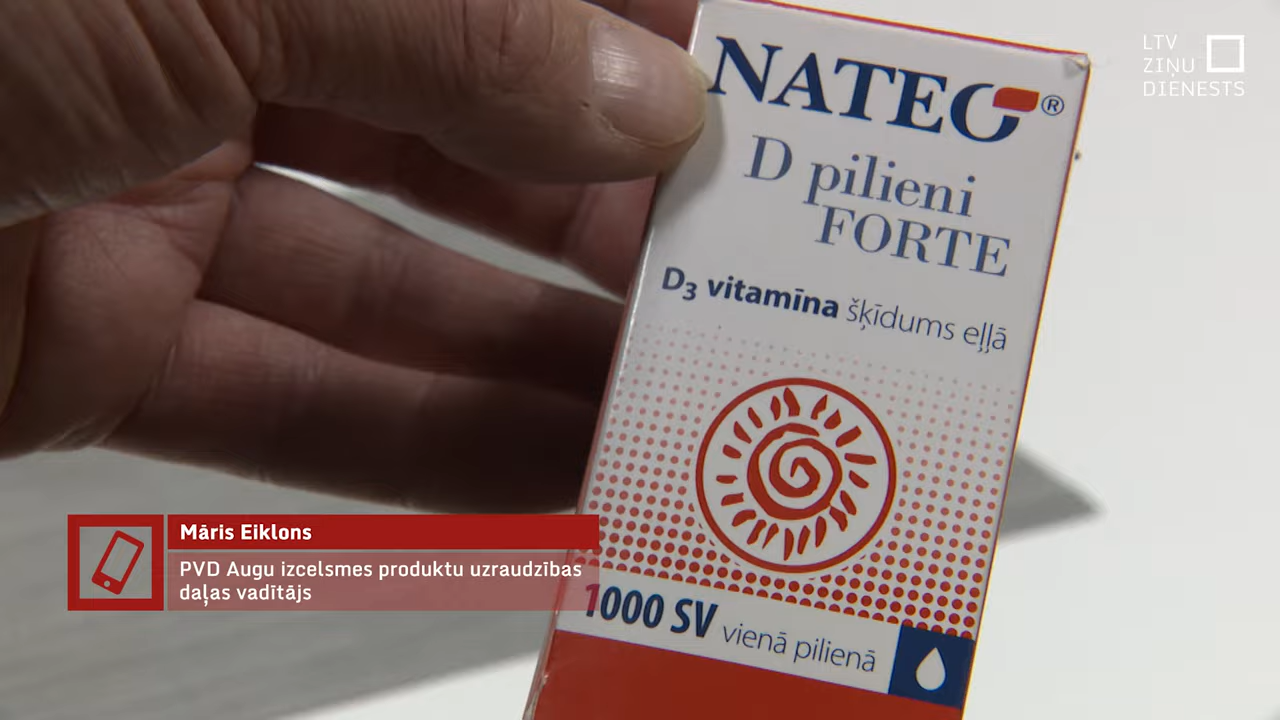 LTV
ZIŅU
DIENESTS
NATEO®
D pilieni
FORTE
D₃ vitamīna šķīdums eļļā
1000 SV vienā pilienā
Māris Eiklons
PVD Augu izcelsmes produktu uzraudzības
daļas vadītājs